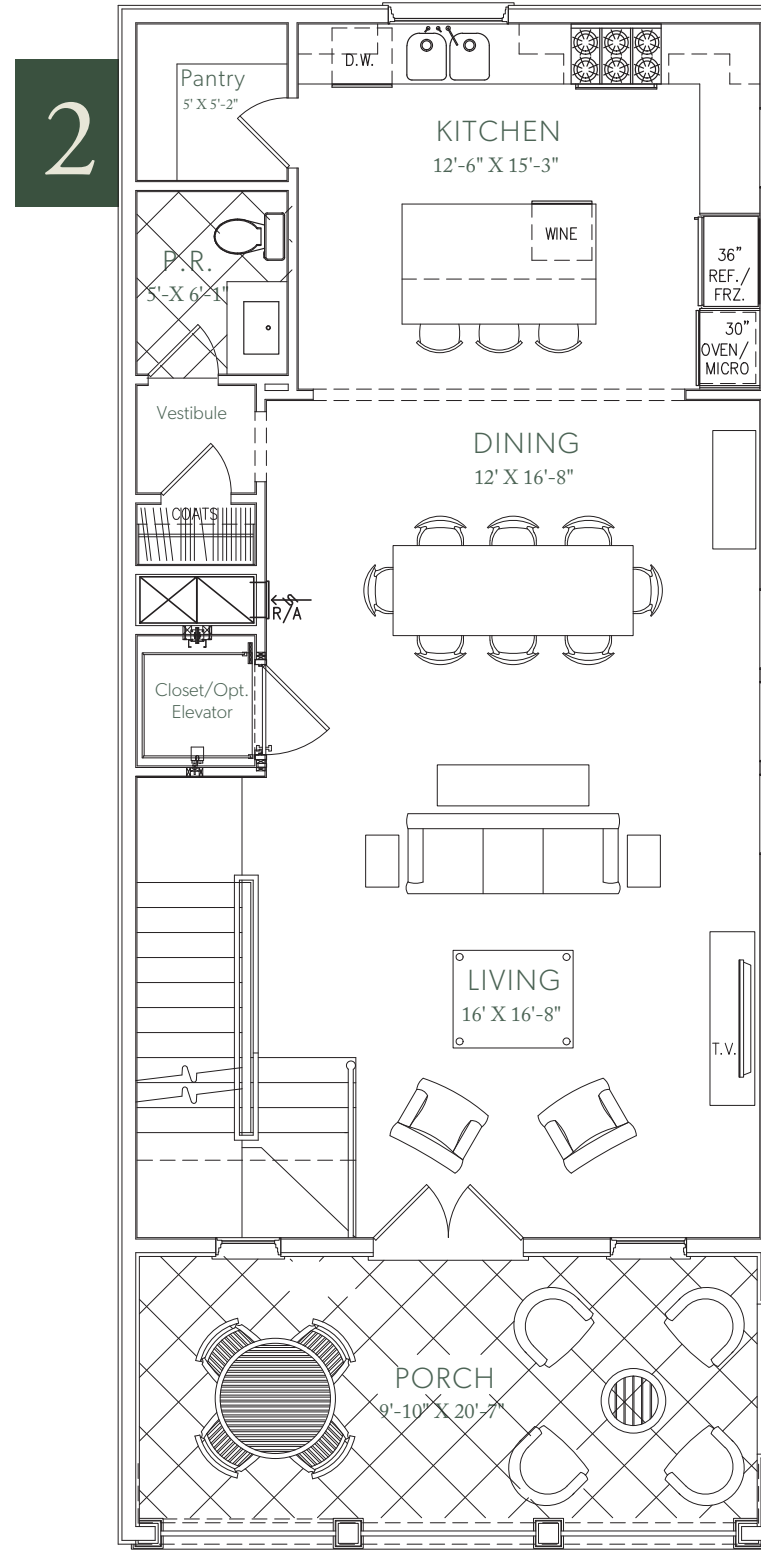 2
D.W.
Pantry
5' X 5'-2"
KITCHEN
12'-6" X 15'-3"
WINE
36"
REF./
FRZ.
30"
OVEN/
MICRO
P.R.
5'-X 6'-1"
Vestibule
COATS
DINING
12' X 16'-8"
R/A
Closet/Opt.
Elevator
LIVING
16' X 16'-8"
T.V.
PORCH
9'-10" X 20'-7"